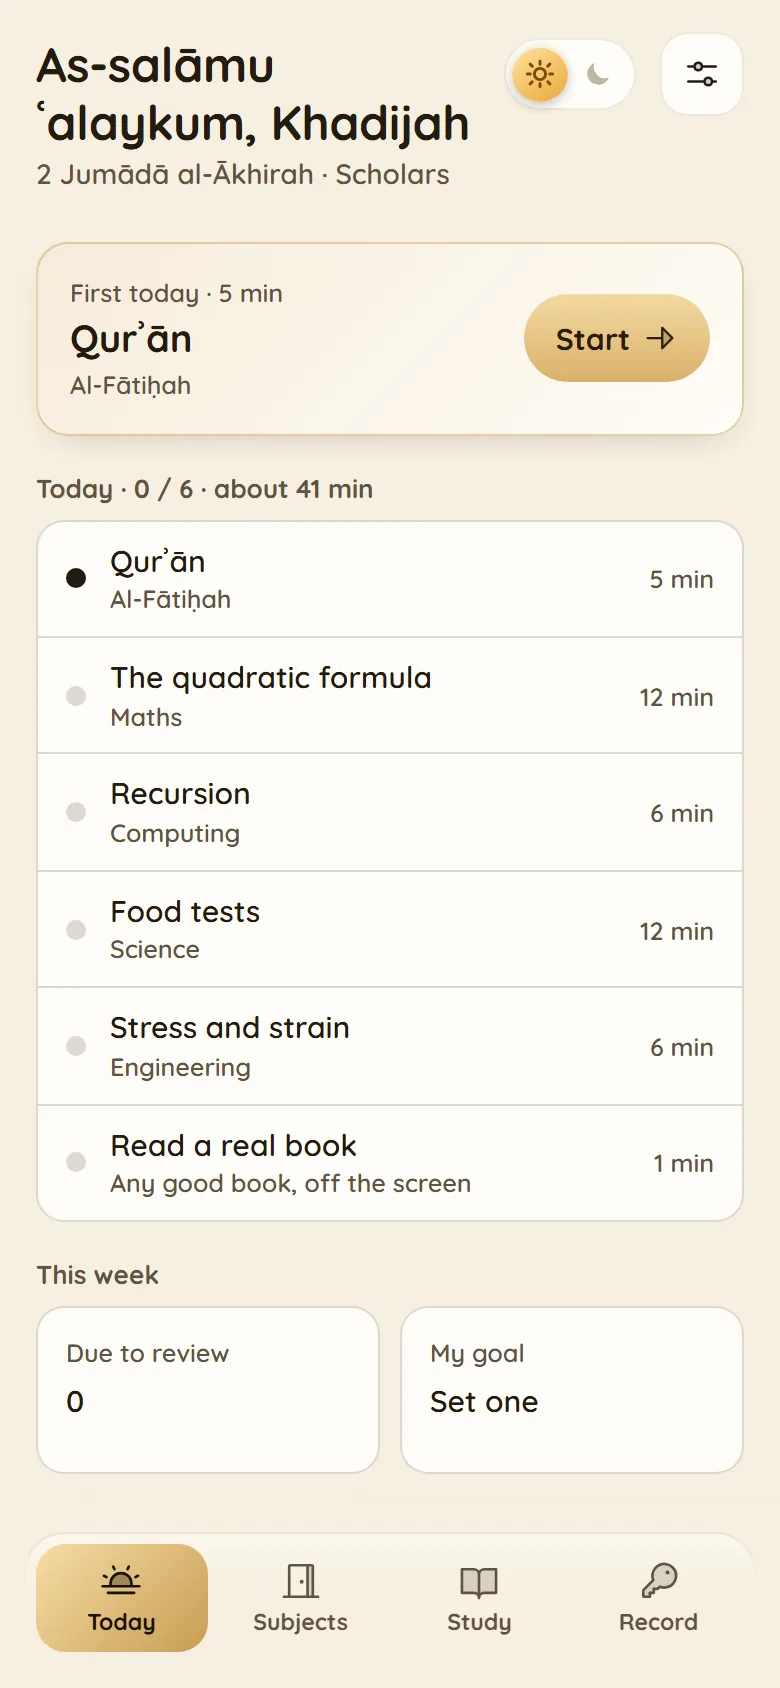 As-salāmu
ʿalaykum, Khadijah
2 Jumādā al-Ākhirah · Scholars
First today · 5 min
Qurʾān
Al-Fātiḥah
Start
Today · 0 / 6 · about 41 min
Qurʾān
5 min
Al-Fātiḥah
The quadratic formula
12 min
Maths
Recursion
6 min
Computing
Food tests
12 min
Science
Stress and strain
6 min
Engineering
Read a real book
1 min
Any good book, off the screen
This week
Due to review
0
My goal
Set one
Today
Subjects
Study
Record